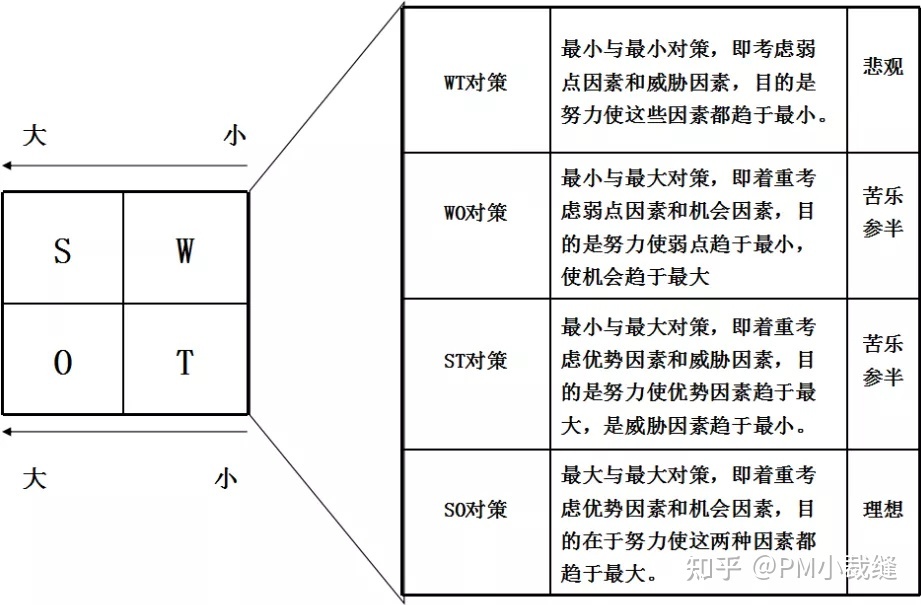 大 小
S W
O T
大 小
WT对策
最小与最小对策，即考虑弱
点因素和威胁因素，目的是
努力使这些因素都趋于最小。
悲观
WO对策
最小与最大对策，即着重考
虑弱点因素和机会因素，目
的是努力使弱点趋于最小，
使机会趋于最大
苦乐
参半
ST对策
最小与最大对策，即着重考
虑优势因素和威胁因素，目
的是努力使优势因素趋于最
大，是威胁因素趋于最小。
苦乐
参半
SO对策
最大与最大对策，即着重考
虑优势因素和机会因素，目
的在于努力使这两种因素都
趋于最大。
理想
知乎 @PM小裁缝